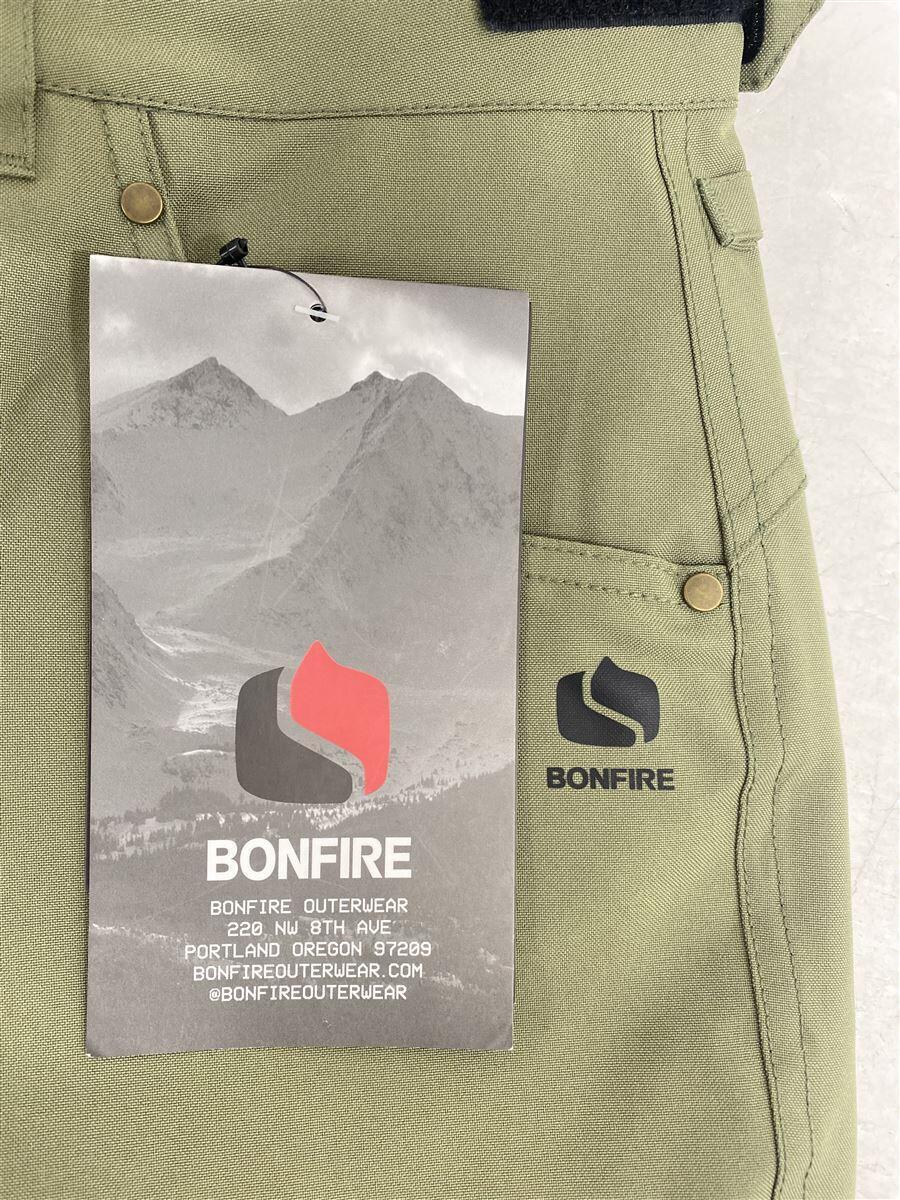 BONFIRE
BONFIRE OUTERWEAR
220 NW 8TH AVE
PORTLAND OREGON 97209
BONFIREOUTERWEAR.COM
@BONFIREOUTERWEAR
BONFIRE